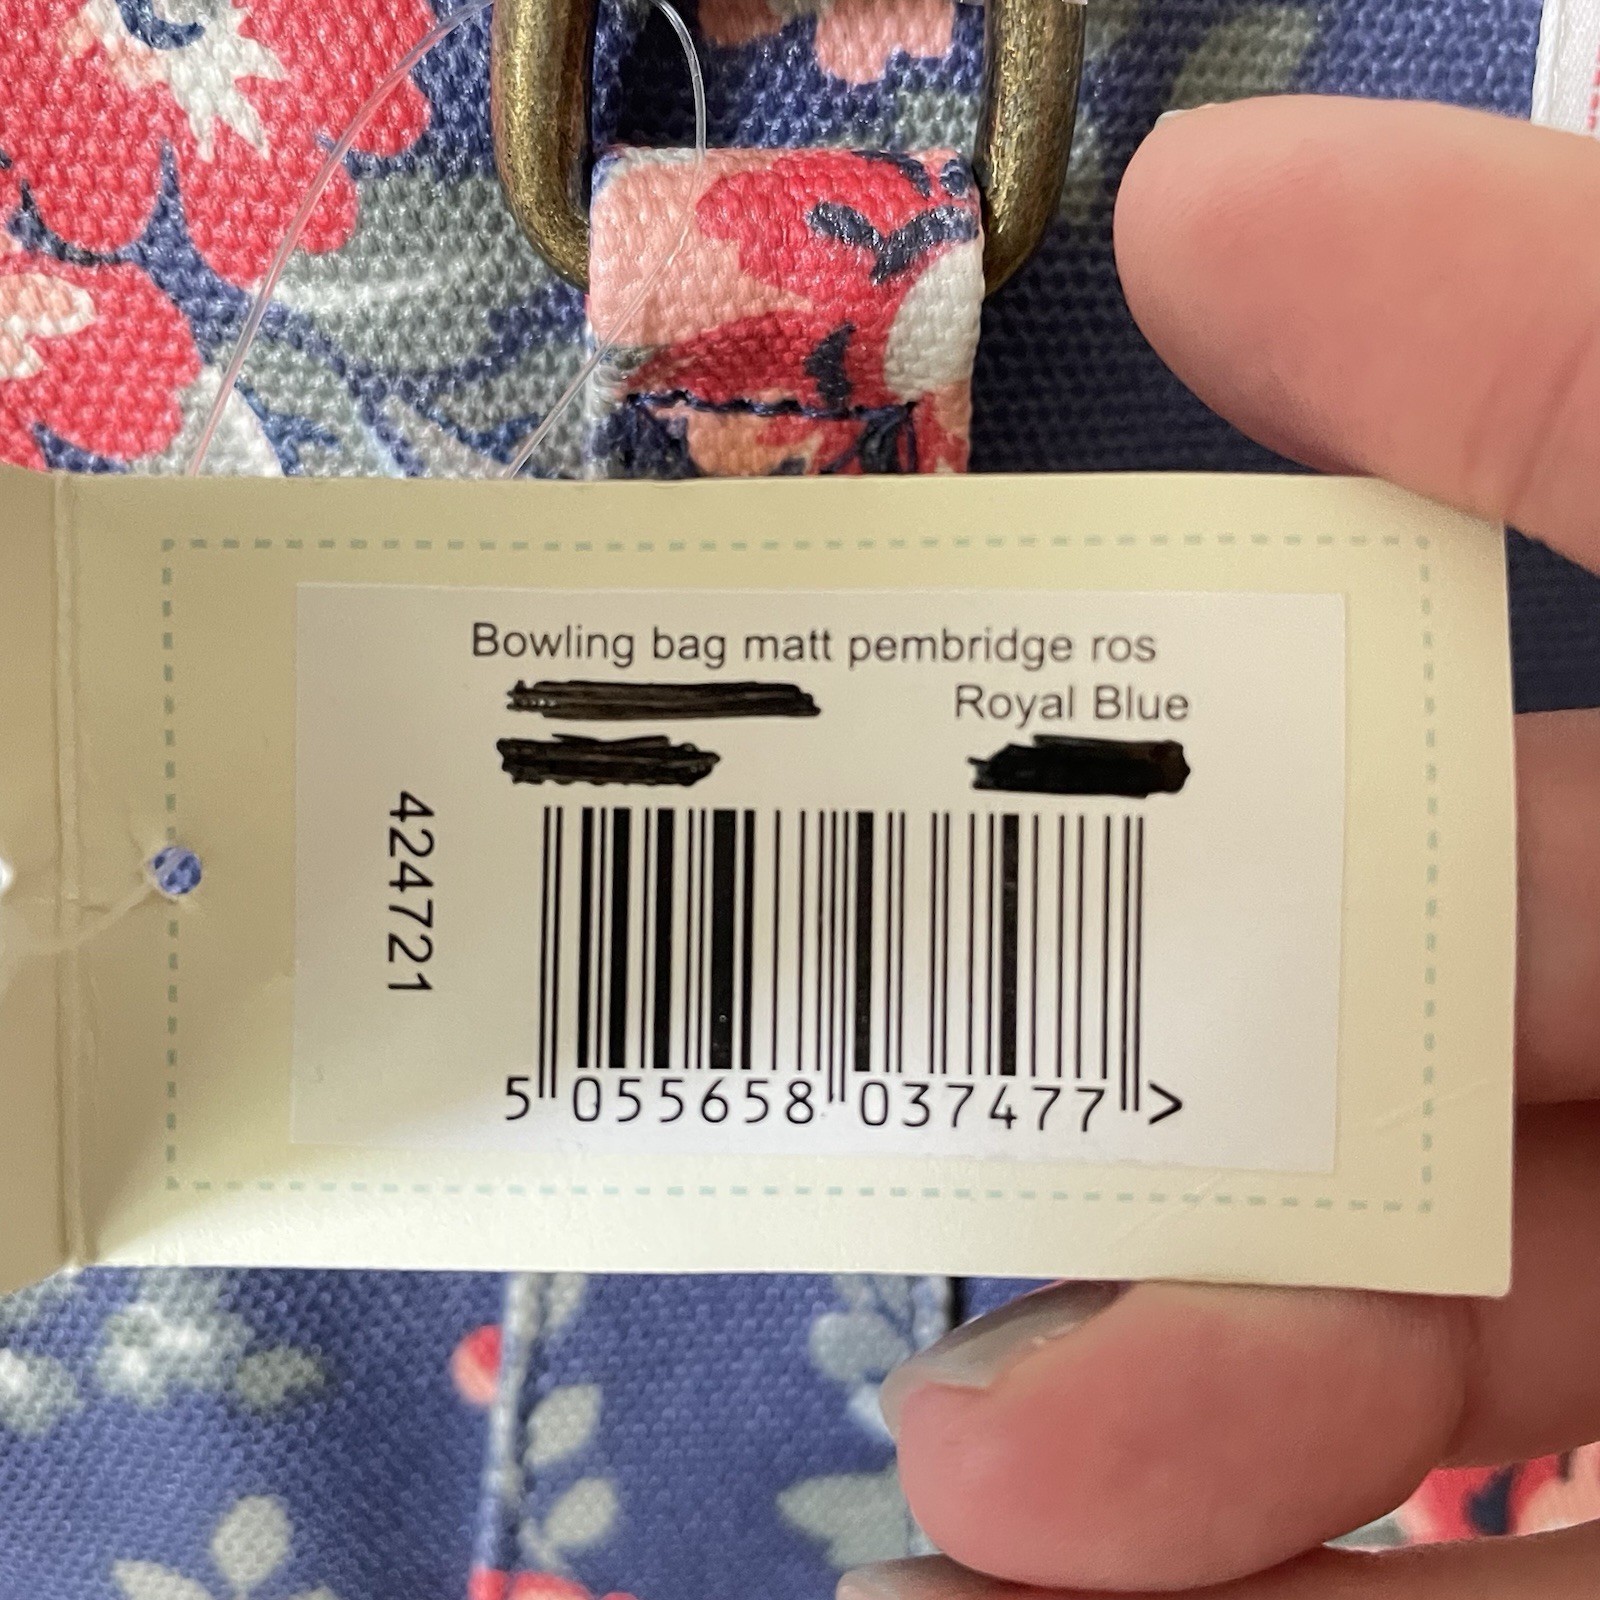 Bowling bag matt pembridge ros
Royal Blue
424721
5 055658 037477 >